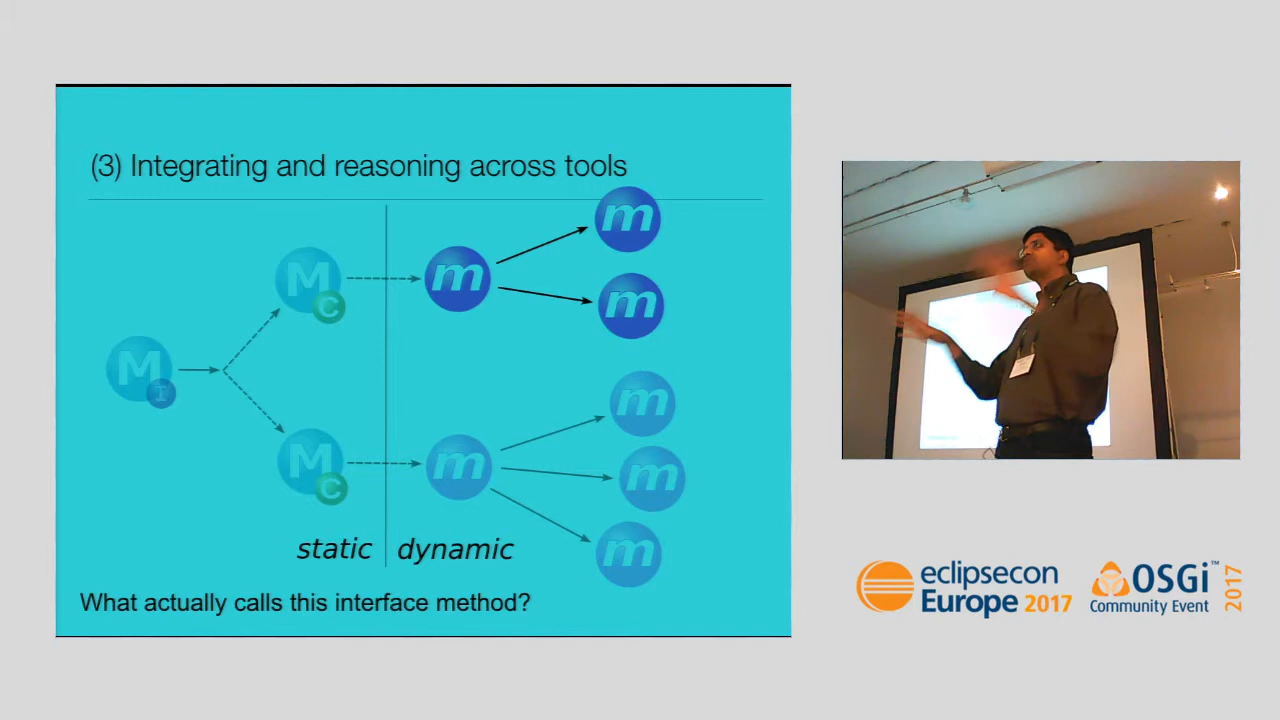 (3) Integrating and reasoning across tools
m
M
C
m
m
M
I
m
M
C
m
m
m
static dynamic
What actually calls this interface method?
eclipsecon
Europe 2017
OSGi™
Community Event
2017